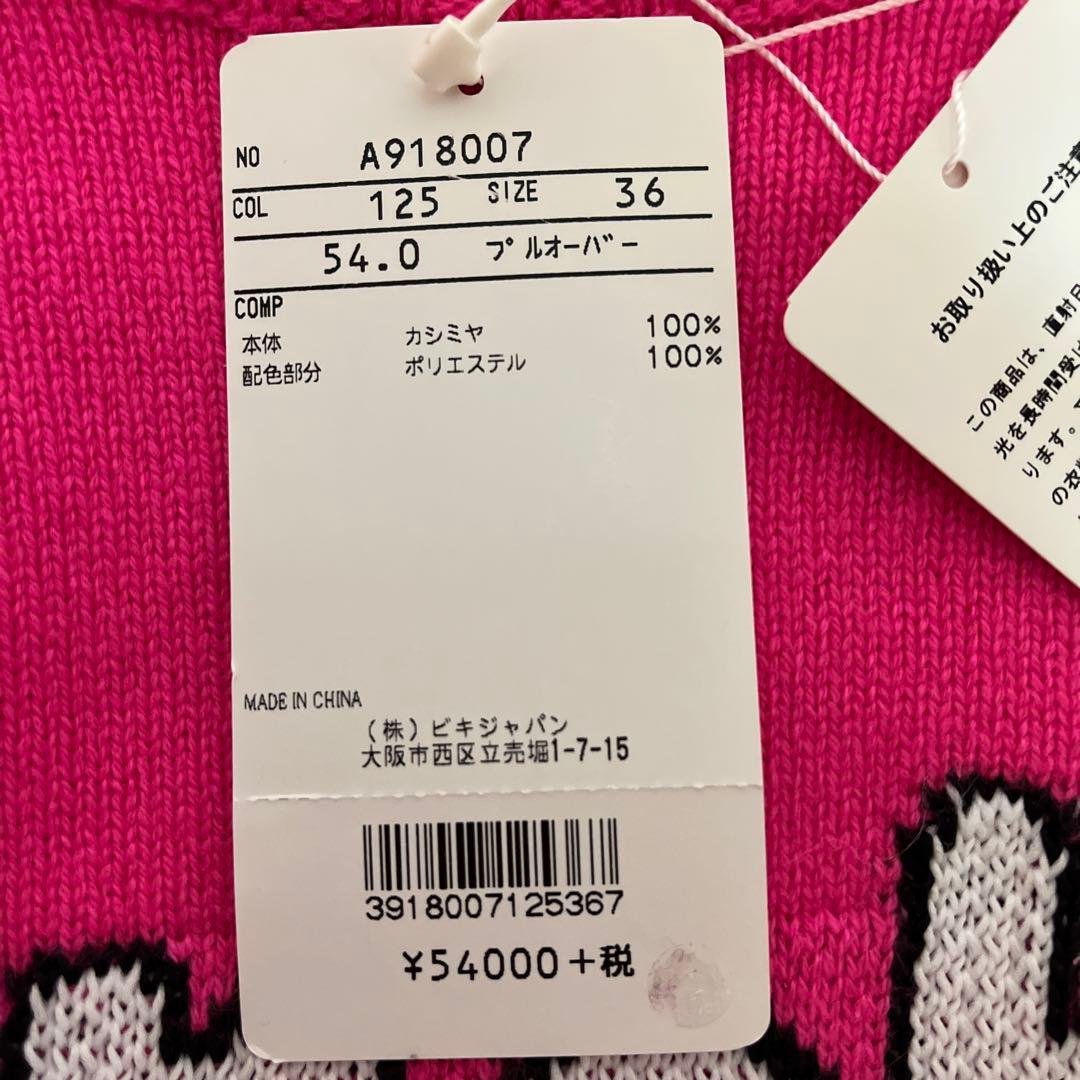 NO A918007
COL 125 SIZE 36
54.0 プルオーバー
COMP
本体 カシミヤ 100%
配色部分 ポリエステル 100%
MADE IN CHINA
(株)ビキジャパン
大阪市西区立売堀1-7-15
3918007125367
¥54000+税
お取り扱い上のご注意
この商品は、直射日
光を長時間受
ります。
の衣